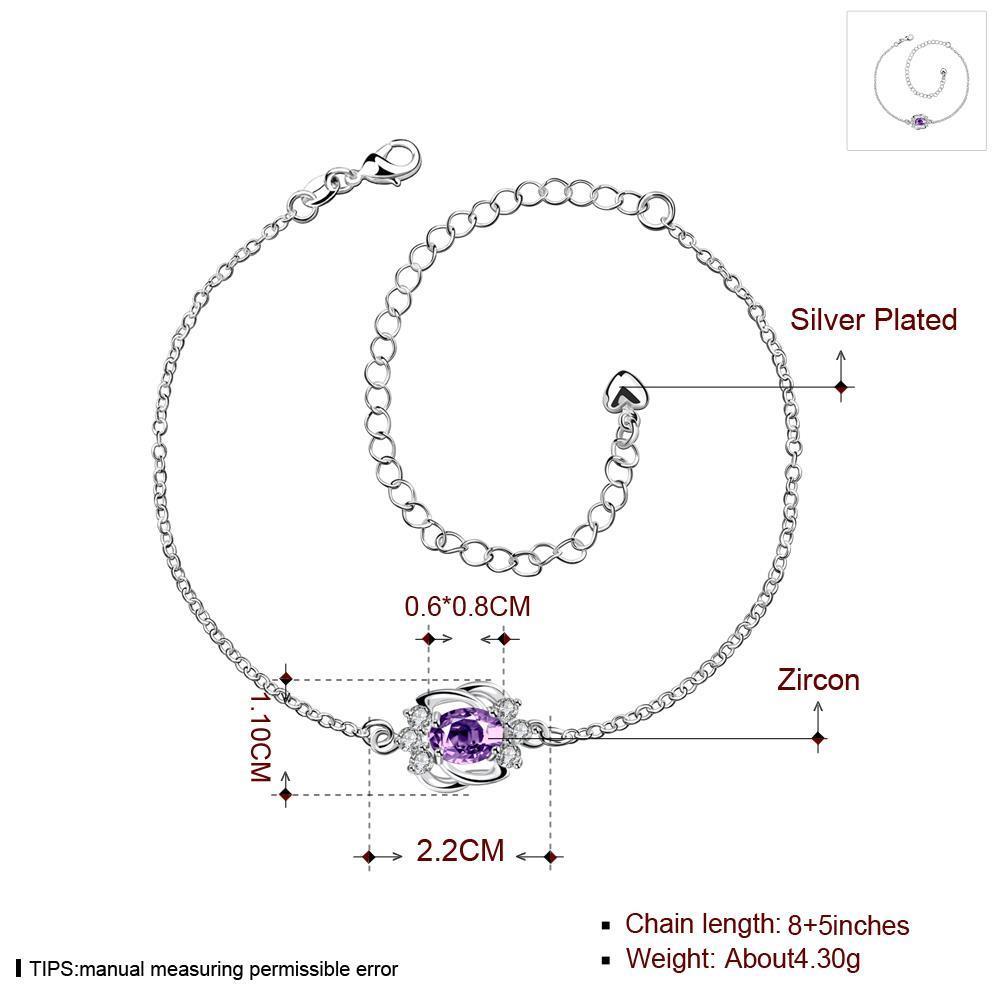 Silver Plated
0.6*0.8CM
Zircon
1.10CM
2.2CM
▪ Chain length: 8+5inches
▪ Weight: About4.30g
TIPS:manual measuring permissible error